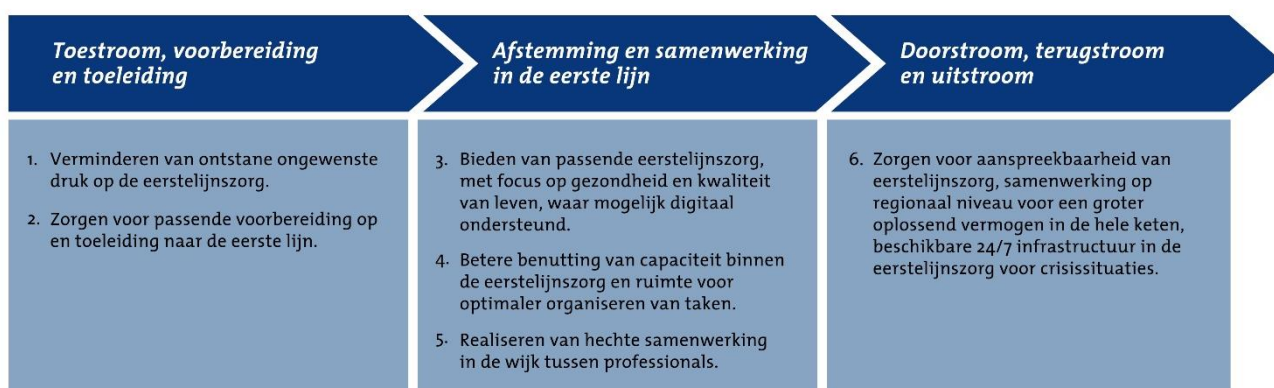 Toestroom, voorbereiding
en toeleiding
1. Verminderen van ontstane ongewenste
druk op de eerstelijnszorg.
2. Zorgen voor passende voorbereiding op
en toeleiding naar de eerste lijn.
Afstemming en samenwerking
in de eerste lijn
3. Bieden van passende eerstelijnszorg,
met focus op gezondheid en kwaliteit
van leven, waar mogelijk digitaal
ondersteund.
4. Betere benutting van capaciteit binnen
de eerstelijnszorg en ruimte voor
optimaler organiseren van taken.
5. Realiseren van hechte samenwerking
in de wijk tussen professionals.
Doorstroom, terugstroom
en uitstroom
6. Zorgen voor aanspreekbaarheid van
eerstelijnszorg, samenwerking op
regionaal niveau voor een groter
oplossend vermogen in de hele keten,
beschikbare 24/7 infrastructuur in de
eerstelijnszorg voor crisissituaties.